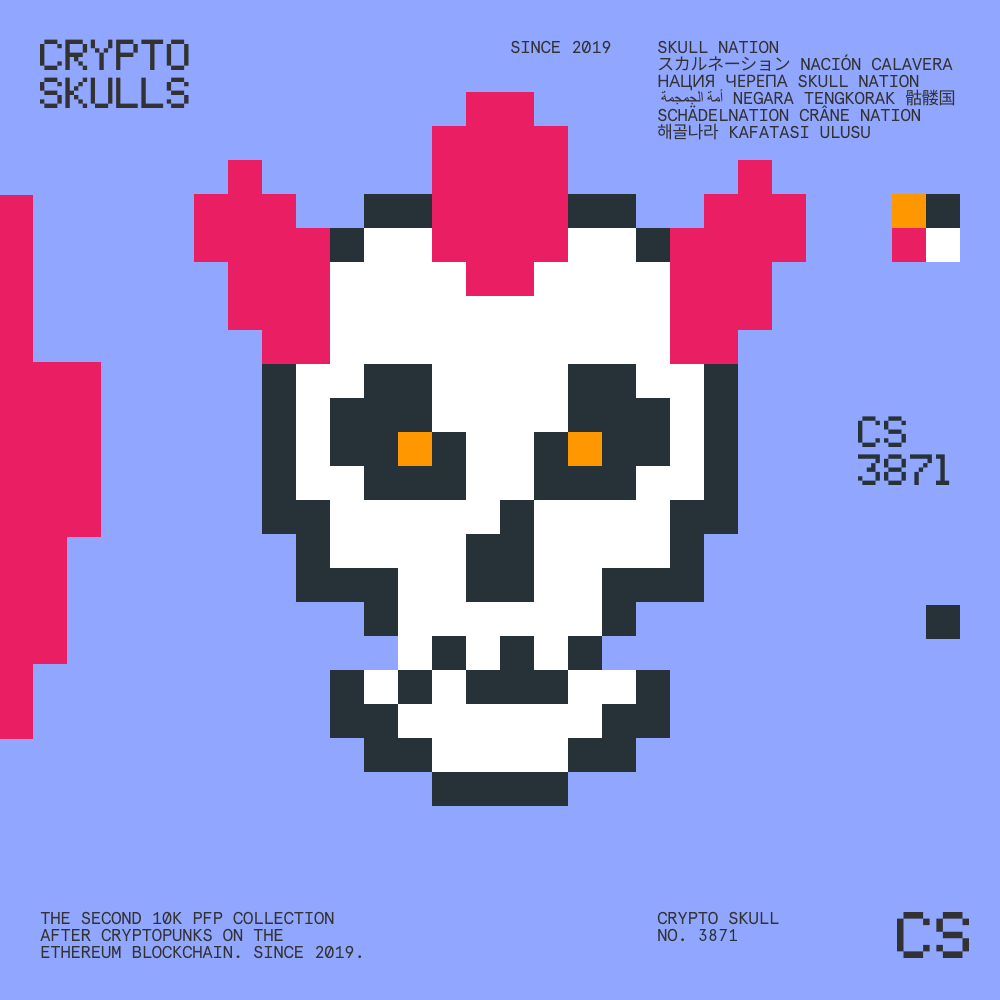 CRYPTO
SKULLS
SINCE 2019
SKULL NATION
スカルネーション NACIÓN CALAVERA
НАЦИЯ ЧЕРЕПА SKULL NATION
أمة الجمجمة NEGARA TENGKORAK 骷髅国
SCHÄDELNATION CRÂNE NATION
해골나라 KAFATASI ULUSU
CS
3871
THE SECOND 10K PFP COLLECTION
AFTER CRYPTOPUNKS ON THE
ETHEREUM BLOCKCHAIN. SINCE 2019.
CRYPTO SKULL
NO. 3871
CS